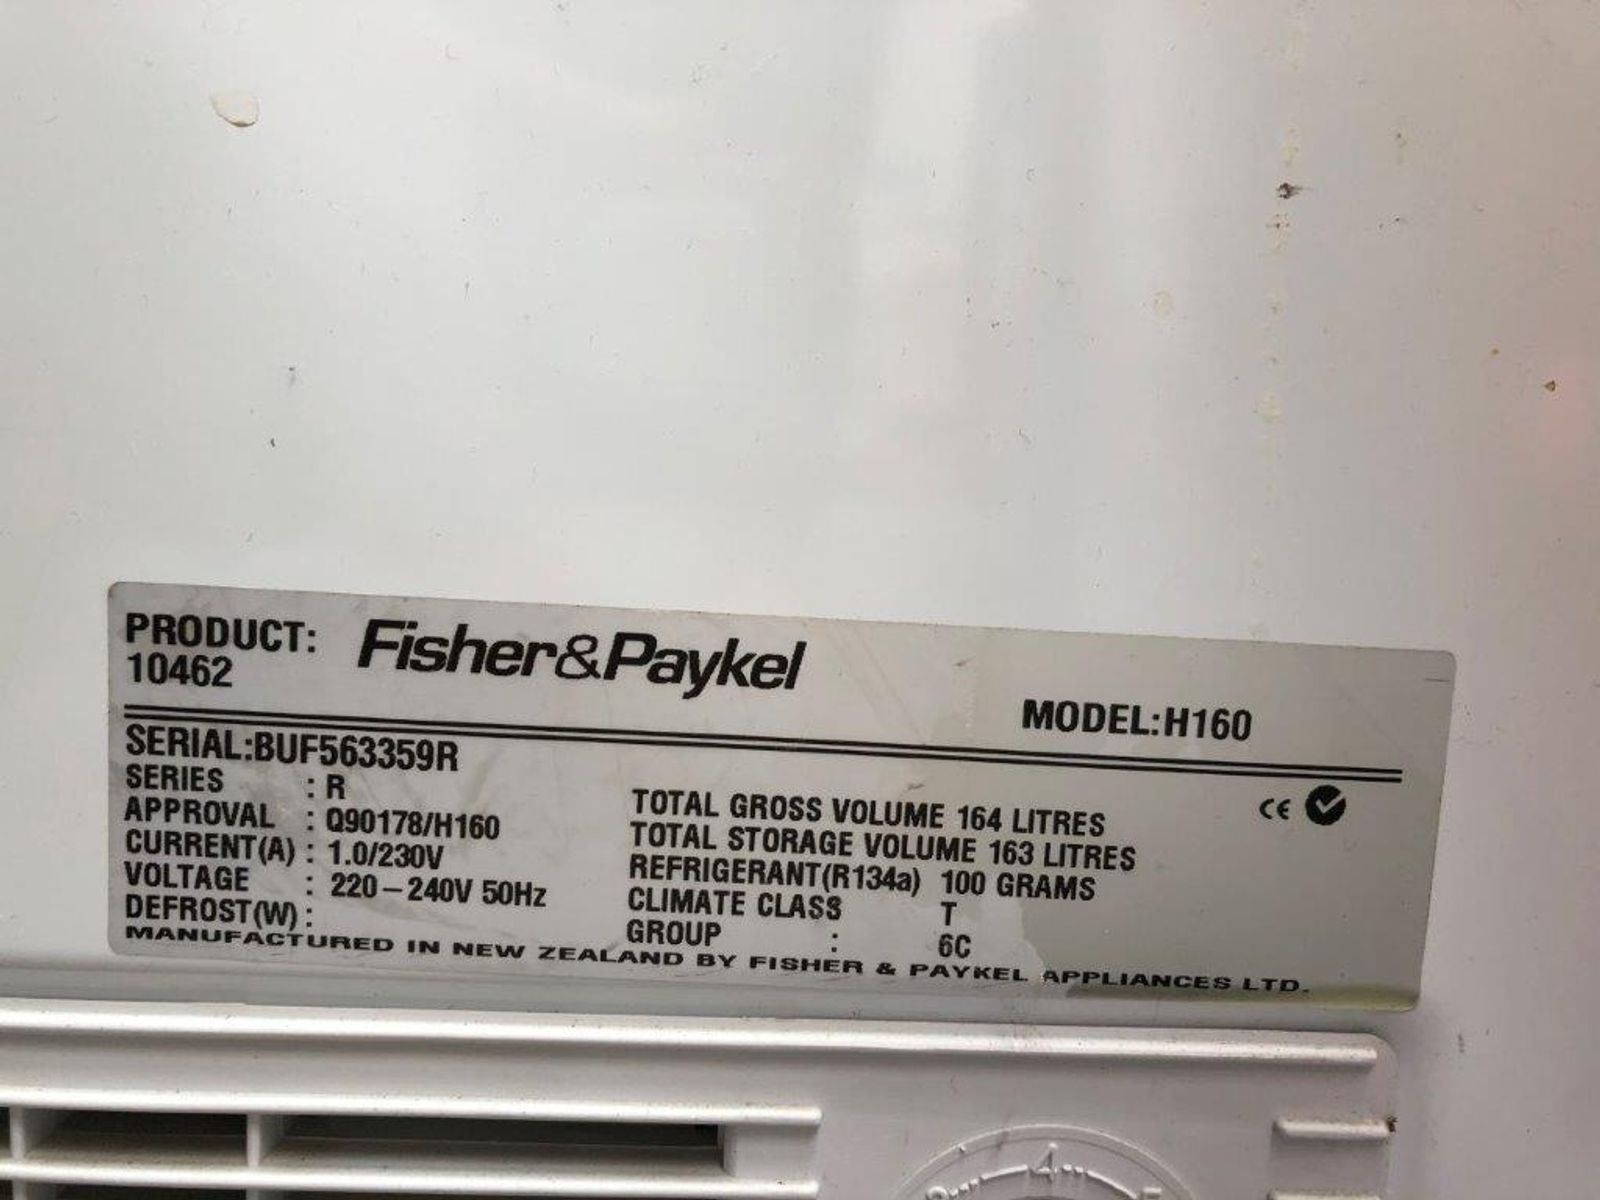 PRODUCT: Fisher&Paykel
10462
MODEL:H160
SERIAL:BUF563359R
SERIES : R
APPROVAL : Q90178/H160
CURRENT(A) : 1.0/230V
VOLTAGE : 220–240V 50Hz
DEFROST(W) :
TOTAL GROSS VOLUME 164 LITRES
TOTAL STORAGE VOLUME 163 LITRES
REFRIGERANT(R134a) 100 GRAMS
CLIMATE CLASS T
GROUP : 6C
CE
MANUFACTURED IN NEW ZEALAND BY FISHER & PAYKEL APPLIANCES LTD.
4